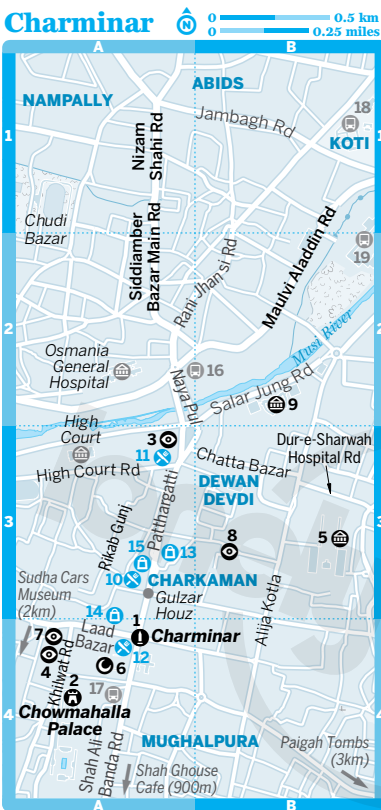 Charminar
N
0 0.5 km
0 0.25 miles
A B
ABIDS
NAMPALLY
Jambagh Rd
18
1 1
KOTI
Nizam
Shahi Rd
Chudi
Bazar
Siddiamber
Bazar Main Rd
Rani Jhan si Rd
Maulvi Aladdin Rd
19
2 2
Musi River
Osmania
General
Hospital
16
Naya Pul
Salar Jung Rd
9
High
Court
3
11
High Court Rd
Chatta Bazar
Dur-e-Sharwah
Hospital Rd
DEWAN
DEVDI
Patthargatti
Rikab Gunj
3 3
8
5
15
13
10
CHARKAMAN
Sudha Cars
Museum
(2km)
Gulzar
Houz
Alija Kotla
14
1
Charminar
Laad
Bazar
12
7
4
Khilwat Rd
6
2
17
Chowmahalla
Palace
4 4
MUGHALPURA
Shah Ali
Banda Rd
Paigah Tombs
(3km)
Shah Ghouse
Cafe (900m)
A B